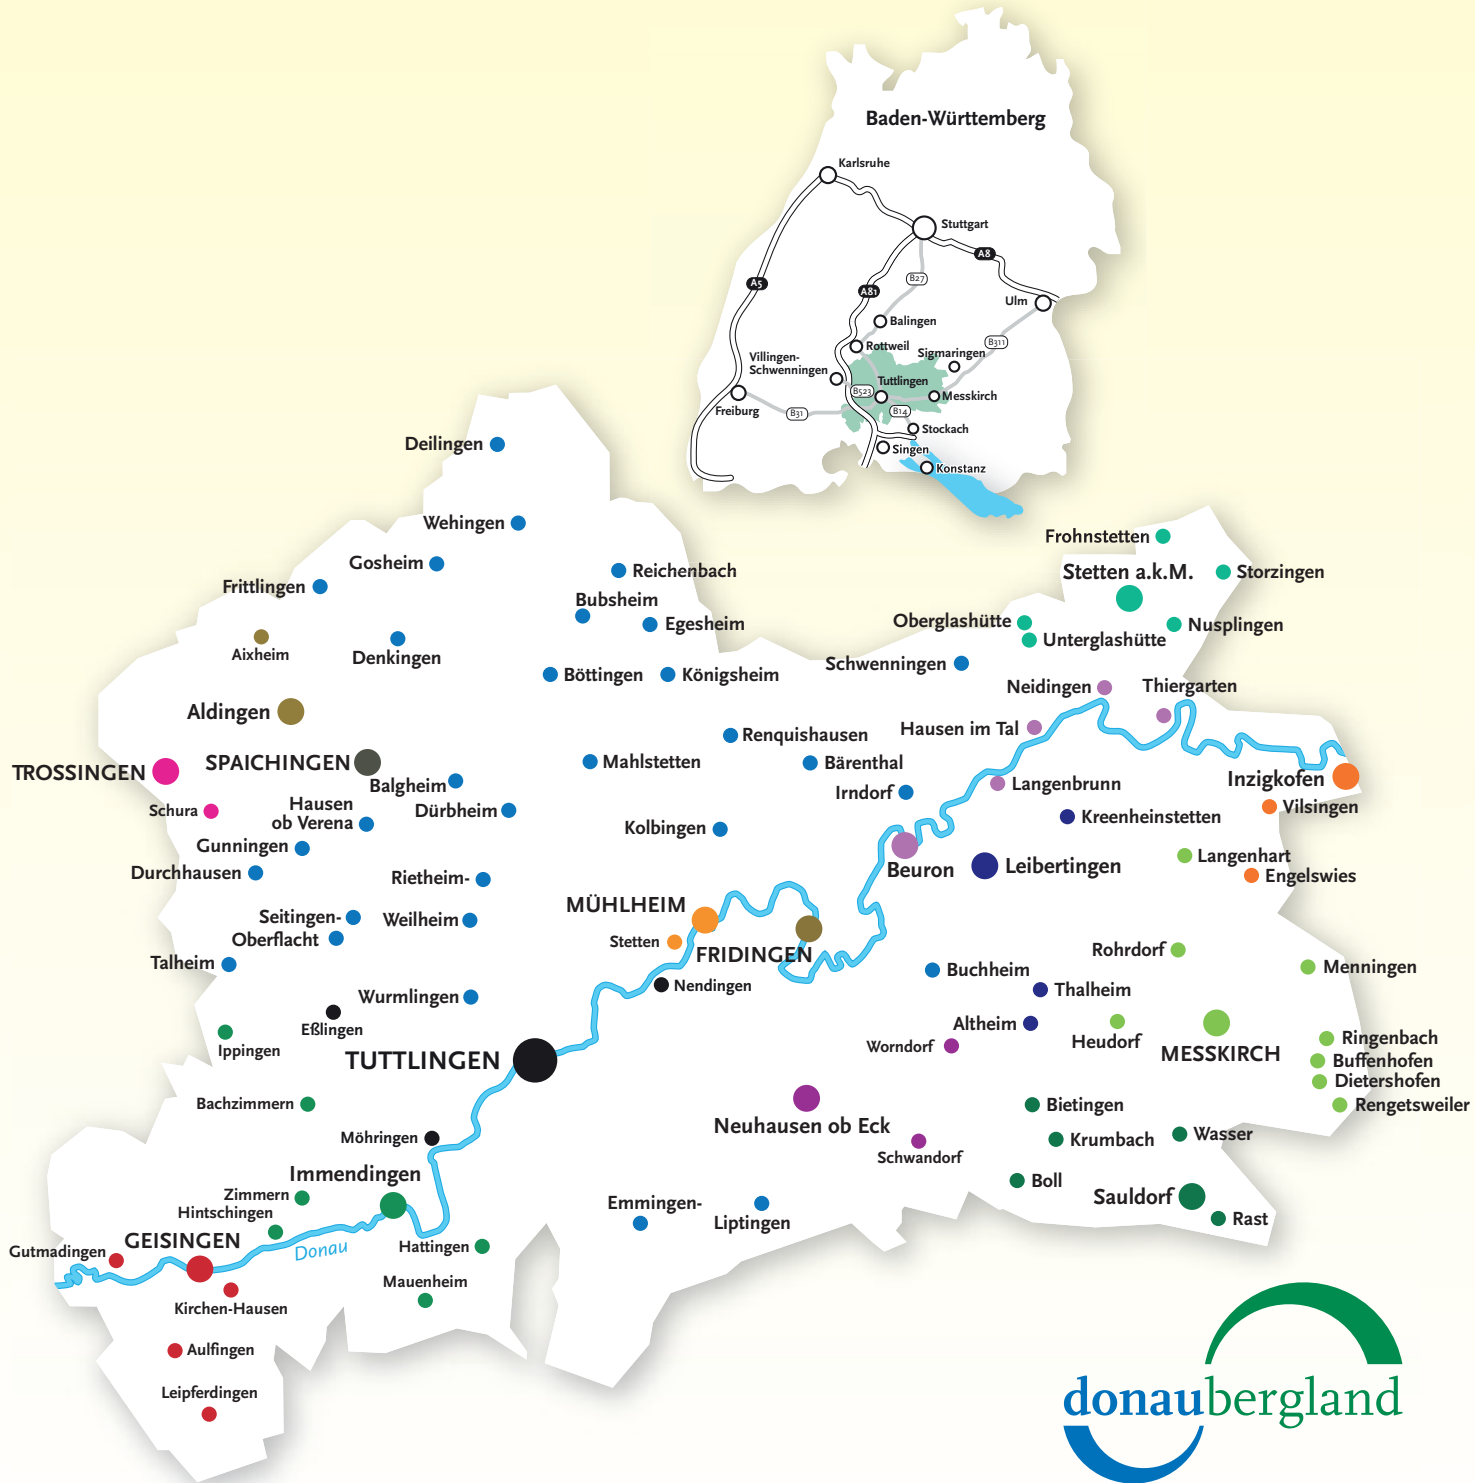 Baden-Württemberg
Karlsruhe
Stuttgart
A8
B27
A5
A81
Ulm
Balingen
B311
Rottweil
Sigmaringen
Villingen-
Schwenningen
Tuttlingen
B523
Messkirch
Freiburg
B31
B14
Stockach
Singen
Konstanz
Deilingen
Wehingen
Gosheim
Frittlingen
Reichenbach
Bubsheim
Egesheim
Aixheim
Denkingen
Böttingen
Königsheim
Frohnstetten
Stetten a.k.M.
Storzingen
Oberglashütte
Unterglashütte
Nusplingen
Schwenningen
Neidingen
Thiergarten
Aldingen
Hausen im Tal
Renquishausen
SPAICHINGEN
TROSSINGEN
Mahlstetten
Bärenthal
Balgheim
Irndorf
Langenbrunn
Inzigkofen
Vilsingen
Schura
Hausen
ob Verena
Dürbheim
Kreenheinstetten
Kolbingen
Gunningen
Langenhart
Durchhausen
Rietheim-
Beuron
Leibertingen
Engelswies
MÜHLHEIM
Seitingen-
Oberflacht
Weilheim
Stetten
FRIDINGEN
Rohrdorf
Talheim
Buchheim
Menningen
Nendingen
Thalheim
Wurmlingen
Eßlingen
Altheim
Heudorf
Ippingen
Worndorf
MESSKIRCH
Ringenbach
Buffenhofen
Dietershofen
Rengetsweiler
TUTTLINGEN
Bachzimmern
Bietingen
Neuhausen ob Eck
Möhringen
Krumbach
Wasser
Schwandorf
Immendingen
Boll
Zimmern
Sauldorf
Hintschingen
Emmingen-
Liptingen
Rast
GEISINGEN
Gutmadingen
Donau
Hattingen
Mauenheim
Kirchen-Hausen
Aulfingen
Leipferdingen
donaubergland